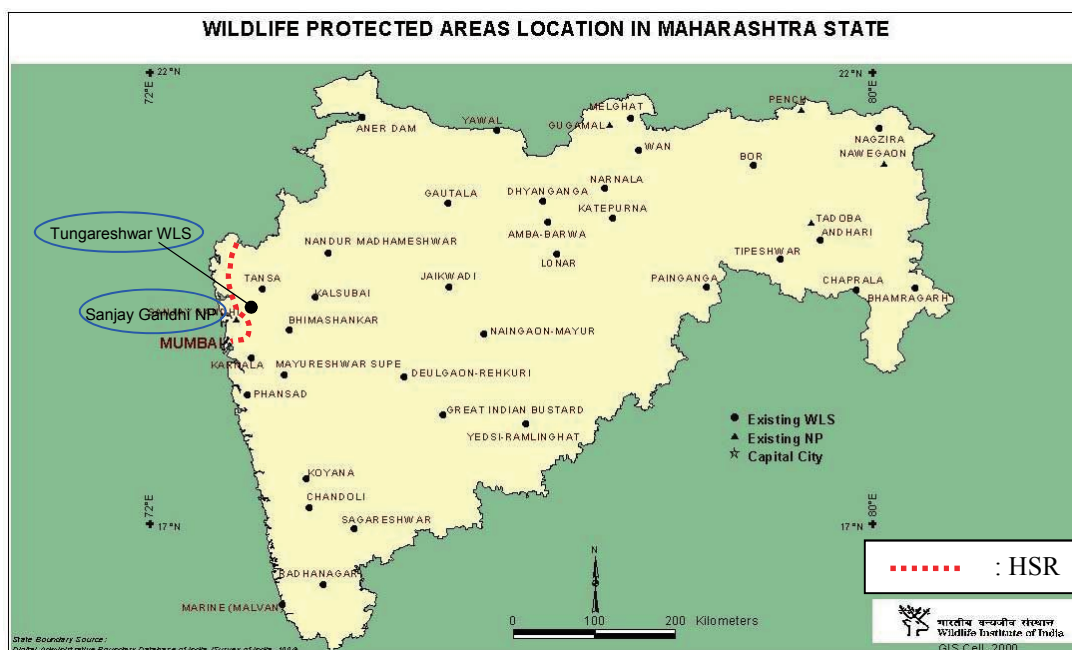 WILDLIFE PROTECTED AREAS LOCATION IN MAHARASHTRA STATE
72°E
22°N
22°N
80°E
ANER DAM
YAWAL
MELGHAT
GUGAMAL
WAN
PENCH
NAGZIRA
NAWEGAON
BOR
NARNALA
DHYANGANGA
KATEPURNA
GAUTALA
AMBA-BARWA
LONAR
TADOBA
ANDHARI
TIPESHWAR
Tungareshwar WLS
NANDUR MADHAMESHWAR
TANSA
KALSUBAI
JAIKWADI
PAINGANGA
CHAPRALA
BHAMRAGARH
Sanjay Gandhi NP
BHIMASHANKAR
NAINGAON-MAYUR
MUMBAI
KARNALA
MAYURESHWAR SUPE
DEULGAON-REHKURI
PHANSAD
GREAT INDIAN BUSTARD
YEDSI-RAMLINGHAT
Existing WLS
Existing NP
Capital City
KOYANA
CHANDOLI
SAGARESHWAR
72°E
17°N
17°N
80°E
RADHANAGARI
MARINE (MALVAN)
N
0 100 200 Kilometers
: HSR
भारतीय वन्यजीव संस्थान
Wildlife Institute of India
GIS Cell, 2000
State Boundary Source: